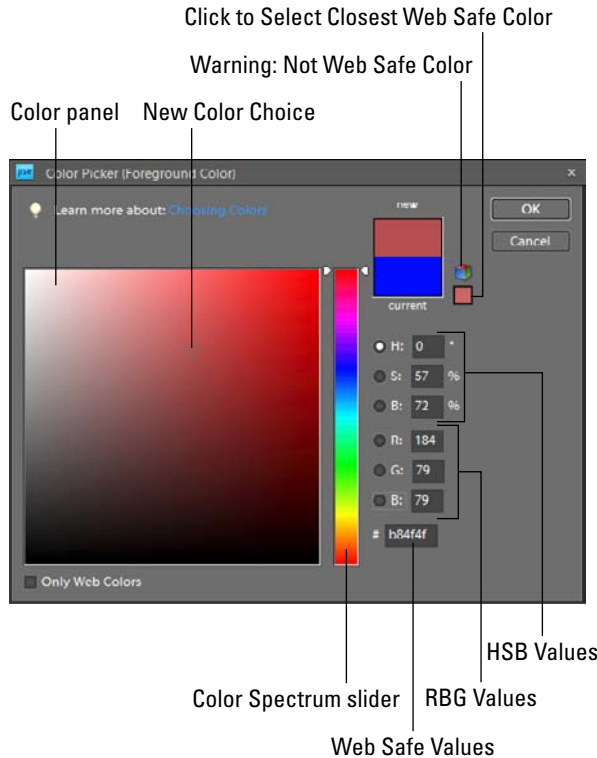 Click to Select Closest Web Safe Color
Warning: Not Web Safe Color
Color panel New Color Choice
Color Picker (Foreground Color) x
Learn more about: Choosing Colors
new
OK
Cancel
current
H: 0 °
S: 57 %
B: 72 %
R: 184
G: 79
B: 79
# b84f4f
Only Web Colors
HSB Values
Color Spectrum slider RBG Values
Web Safe Values